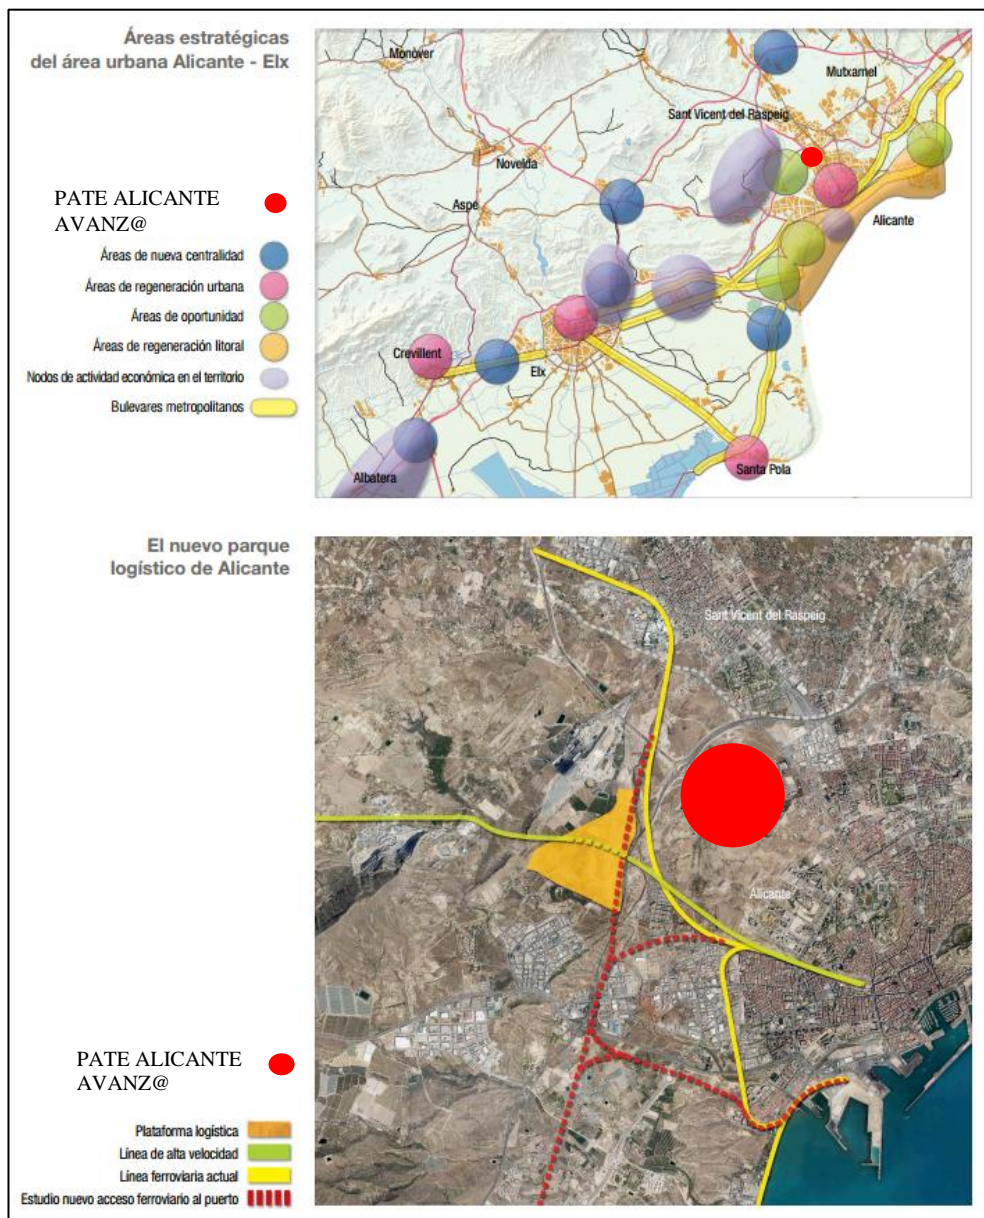 Áreas estratégicas
del área urbana Alicante - Elx
PATE ALICANTE
AVANZ@
Áreas de nueva centralidad
Áreas de regeneración urbana
Áreas de oportunidad
Áreas de regeneración litoral
Nodos de actividad económica en el territorio
Bulevares metropolitanos
Monòver
Mutxamel
Sant Vicent del Raspeig
Novelda
Aspe
Alicante
Crevillent
Elx
Santa Pola
Albatera
El nuevo parque
logístico de Alicante
Sant Vicent del Raspeig
Alicante
PATE ALICANTE
AVANZ@
Plataforma logística
Línea de alta velocidad
Línea ferroviaria actual
Estudio nuevo acceso ferroviario al puerto